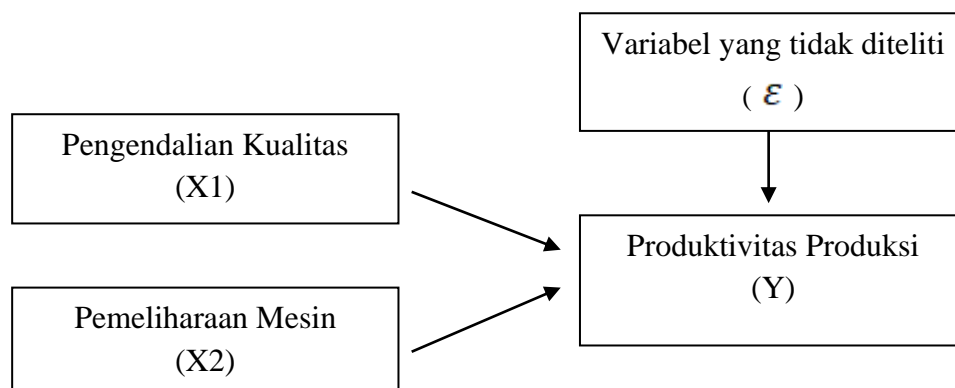 Variabel yang tidak diteliti
( ε )
Pengendalian Kualitas
(X1)
Produktivitas Produksi
(Y)
Pemeliharaan Mesin
(X2)